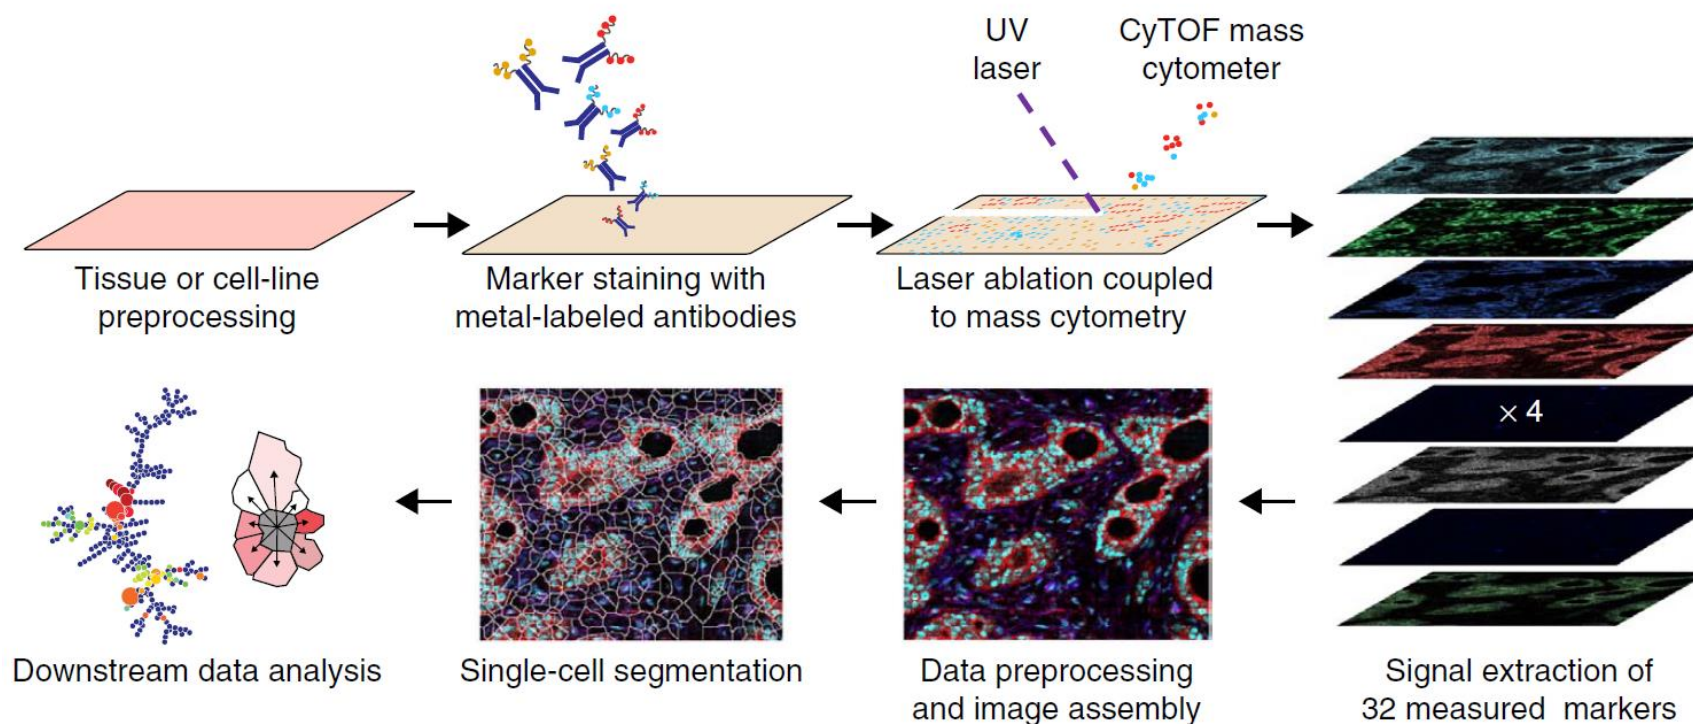 UV
laser
CyTOF mass
cytometer
Tissue or cell-line
preprocessing
Marker staining with
metal-labeled antibodies
Laser ablation coupled
to mass cytometry
× 4
Downstream data analysis
Single-cell segmentation
Data preprocessing
and image assembly
Signal extraction of
32 measured markers